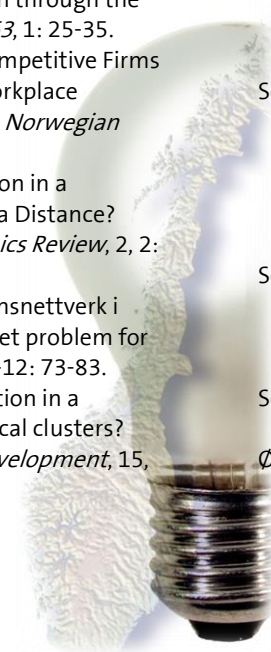 n through the
3, 1: 25-35.
mpetitive Firms
orkplace
Norwegian
on in a
a Distance?
ics Review, 2, 2:
nsnettverk i
et problem for
-12: 73-83.
tion in a
cal clusters?
velopment, 15,
S
S
S
Ø